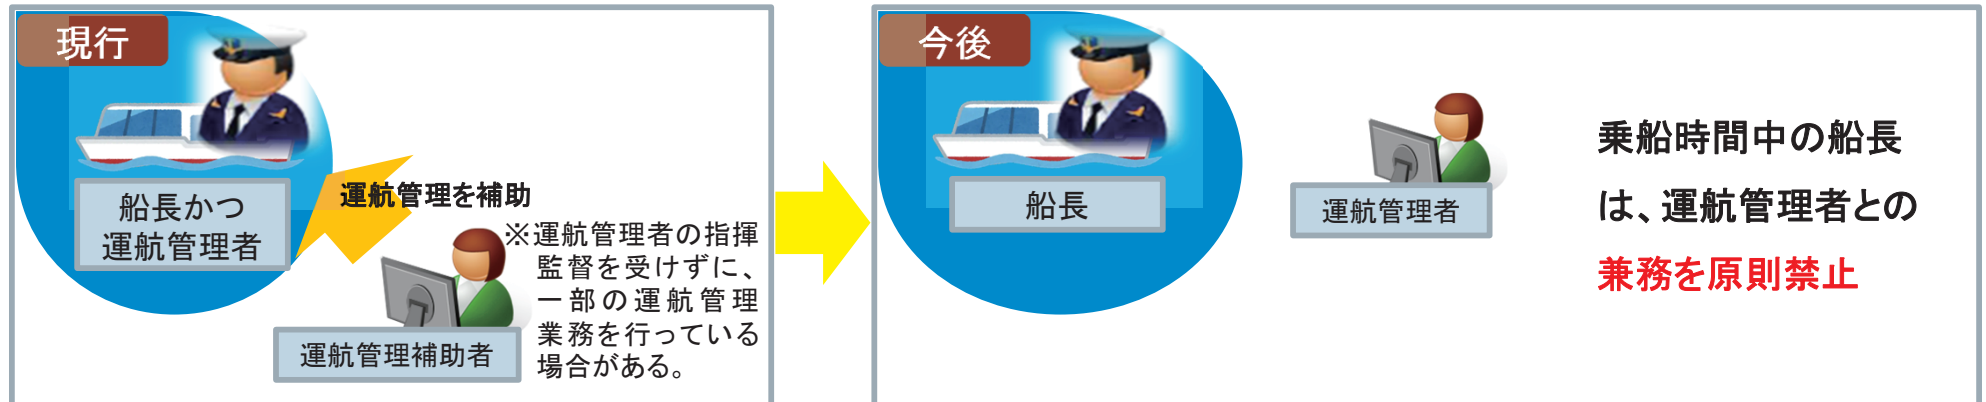 現行
船長かつ
運航管理者
運航管理を補助
※運航管理者の指揮
監督を受けずに、
一部の運航管理
業務を行っている
場合がある。
運航管理補助者
今後
船長
運航管理者
乗船時間中の船長
は、運航管理者との
兼務を原則禁止